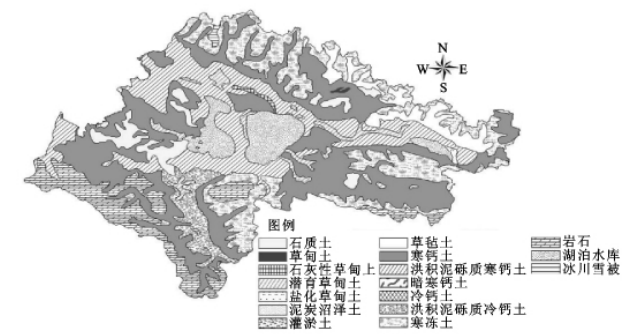 N
W E
S
图例
石质土
草甸土
石灰性草甸上
潜育草甸土
盐化草甸土
泥炭沼泽土
灌淤土
草毡土
寒钙土
洪积泥砾质寒钙土
暗寒钙土
冷钙土
洪积泥砾质冷钙土
寒冻土
岩石
湖泊水库
冰川雪被